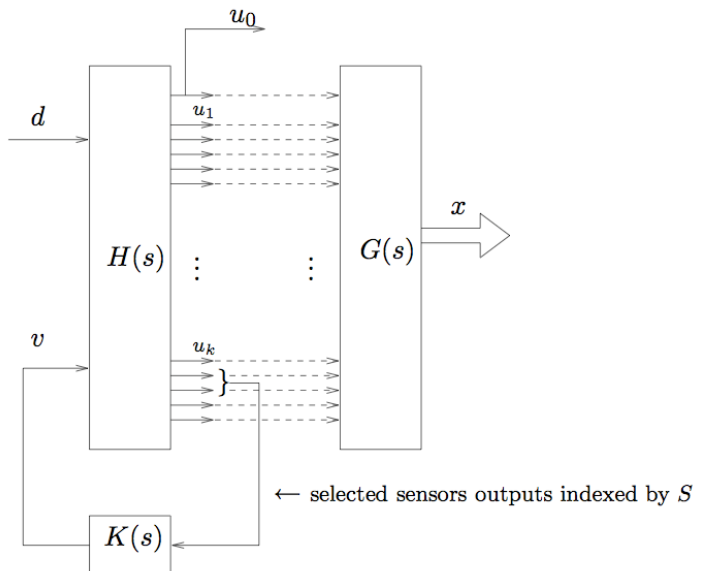 u₀
u₁
d
x
H(s)
G(s)
⋮ ⋮
v
uₖ
}
← selected sensors outputs indexed by S
K(s)